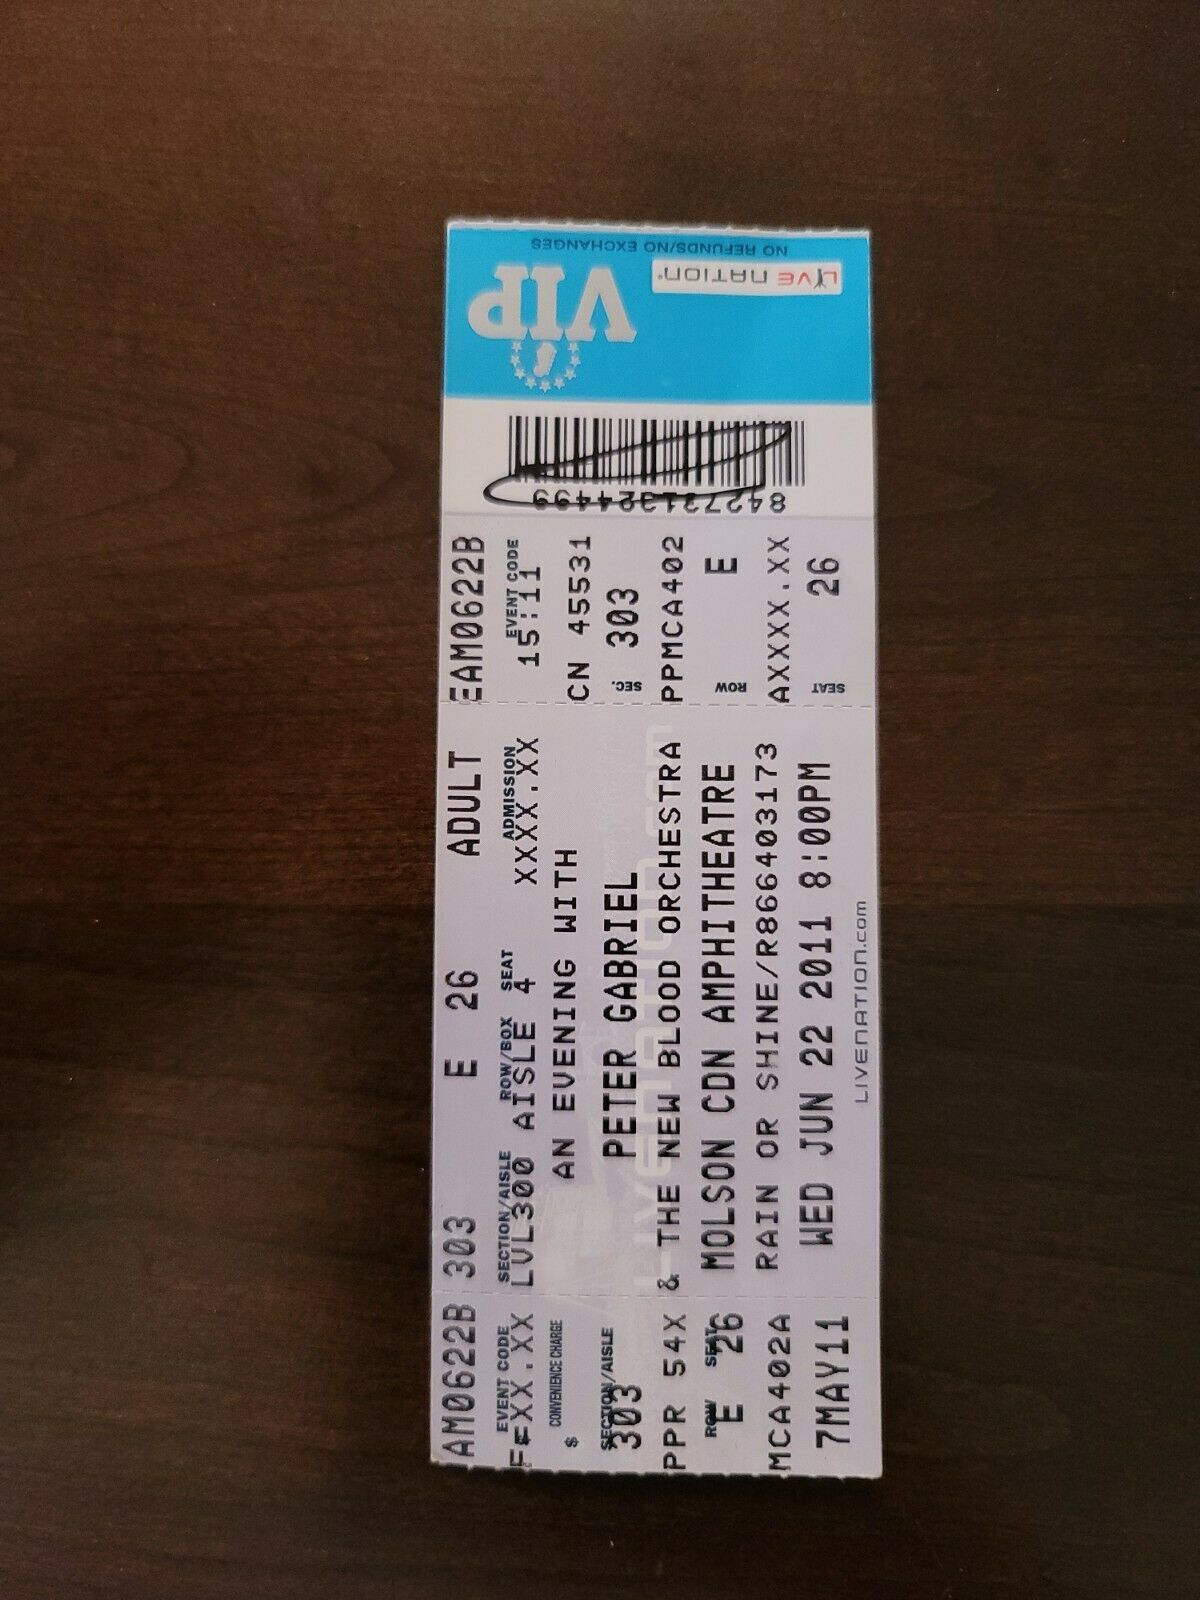 AM0622B 303 E 26 ADULT EAM0622B
EVENT CODE SECTION/AISLE ROW/BOX SEAT ADMISSION EVENT CODE
XX.XX LVL300 AISLE 4 XXXX.XX 15:11
$ CONVENIENCE CHARGE AN EVENING WITH CN 45531
SECTION/AISLE
303 PETER GABRIEL SEC. 303
PPR 54X & THE NEW BLOOD ORCHESTRA PPMCA402
ROW SEAT
E 26 MOLSON CDN AMPHITHEATRE ROW E
MCA402A RAIN OR SHINE/R866403173 AXXXX.XX
7MAY11 WED JUN 22 2011 8:00PM SEAT 26
LIVENATION.com
842731324499
VIP
LIVE NATION®
NO REFUNDS/NO EXCHANGES